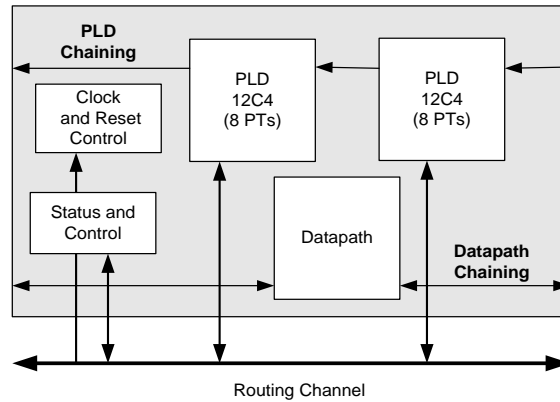 PLD
Chaining
PLD
12C4
(8 PTs)
PLD
12C4
(8 PTs)
Clock
and Reset
Control
Status and
Control
Datapath
Datapath
Chaining
Routing Channel